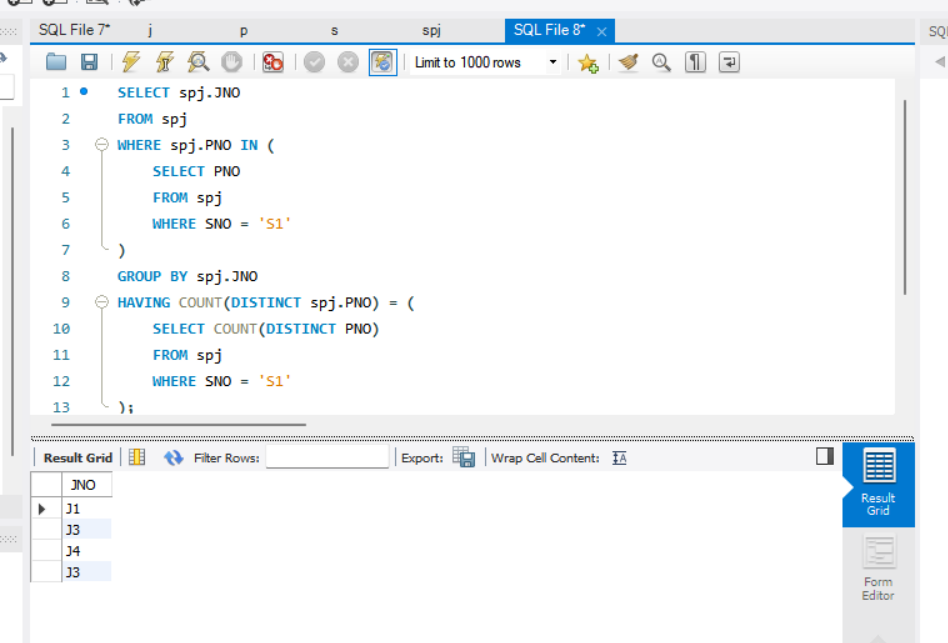 SQL File 7* j p s spj SQL File 8* ×
SQL
Limit to 1000 rows
1 SELECT spj.JNO
2 FROM spj
3 WHERE spj.PNO IN (
4 SELECT PNO
5 FROM spj
6 WHERE SNO = 'S1'
7 )
8 GROUP BY spj.JNO
9 HAVING COUNT(DISTINCT spj.PNO) = (
10 SELECT COUNT(DISTINCT PNO)
11 FROM spj
12 WHERE SNO = 'S1'
13 );
Result Grid Filter Rows: Export: Wrap Cell Content: IA
JNO
J1
J3
J4
J3
Result
Grid
Form
Editor